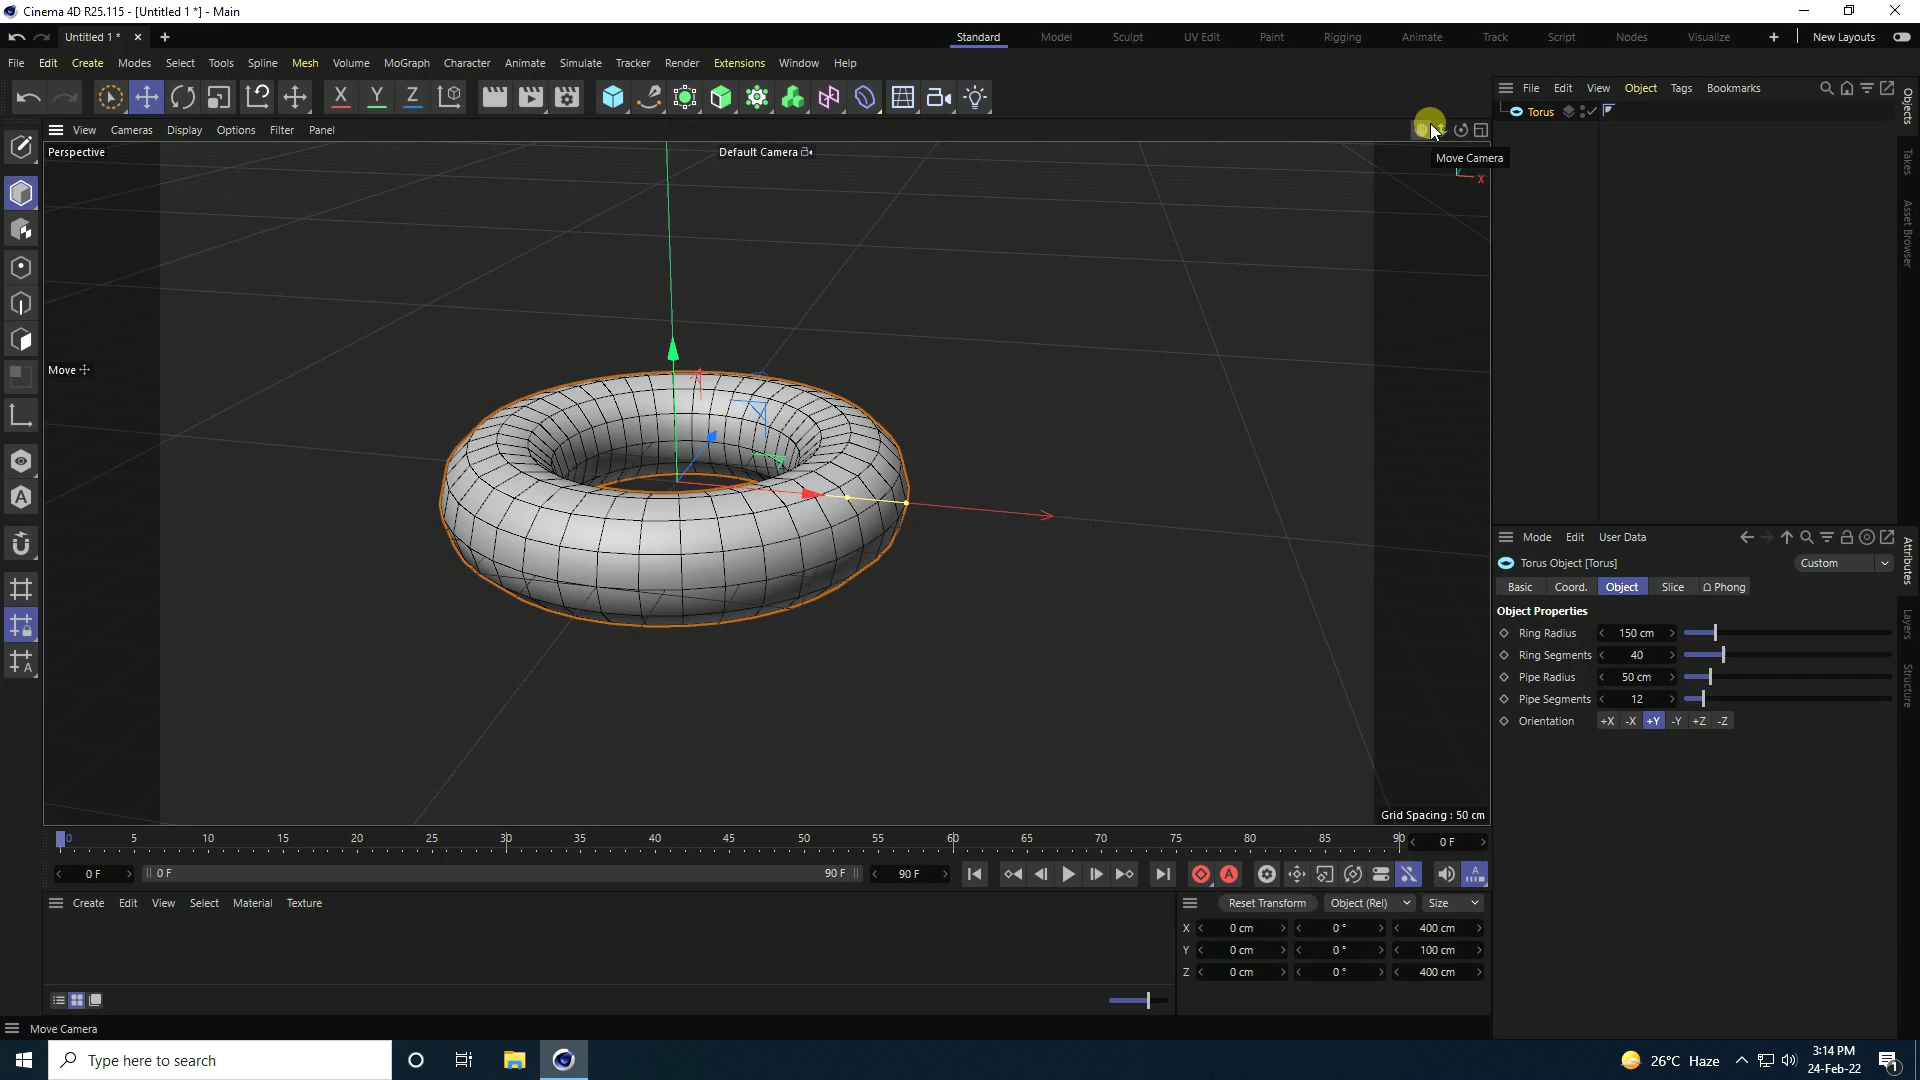 Cinema 4D R25.115 - [Untitled 1 *] - Main
Untitled 1 *
Standard Model Sculpt UV Edit Paint Rigging Animate Track Script Nodes Visualize New Layouts
File Edit Create Modes Select Tools Spline Mesh Volume MoGraph Character Animate Simulate Tracker Render Extensions Window Help
X Y Z
File Edit View Object Tags Bookmarks
Torus
Objects
Takes
Asset Browser
View Cameras Display Options Filter Panel
Perspective
Default Camera
Move Camera
X
Move
Grid Spacing : 50 cm
Mode Edit User Data
Torus Object [Torus]
Custom
Basic Coord. Object Slice Phong
Object Properties
Ring Radius 150 cm
Ring Segments 40
Pipe Radius 50 cm
Pipe Segments 12
Orientation +X -X +Y -Y +Z -Z
Attributes
Layers
Structure
0 5 10 15 20 25 30 35 40 45 50 55 60 65 70 75 80 85 90 0 F
0 F 0 F 90 F 90 F
Create Edit View Select Material Texture
Reset Transform Object (Rel) Size
X 0 cm 0 ° 400 cm
Y 0 cm 0 ° 100 cm
Z 0 cm 0 ° 400 cm
Move Camera
Type here to search
26°C Haze
3:14 PM
24-Feb-22
1